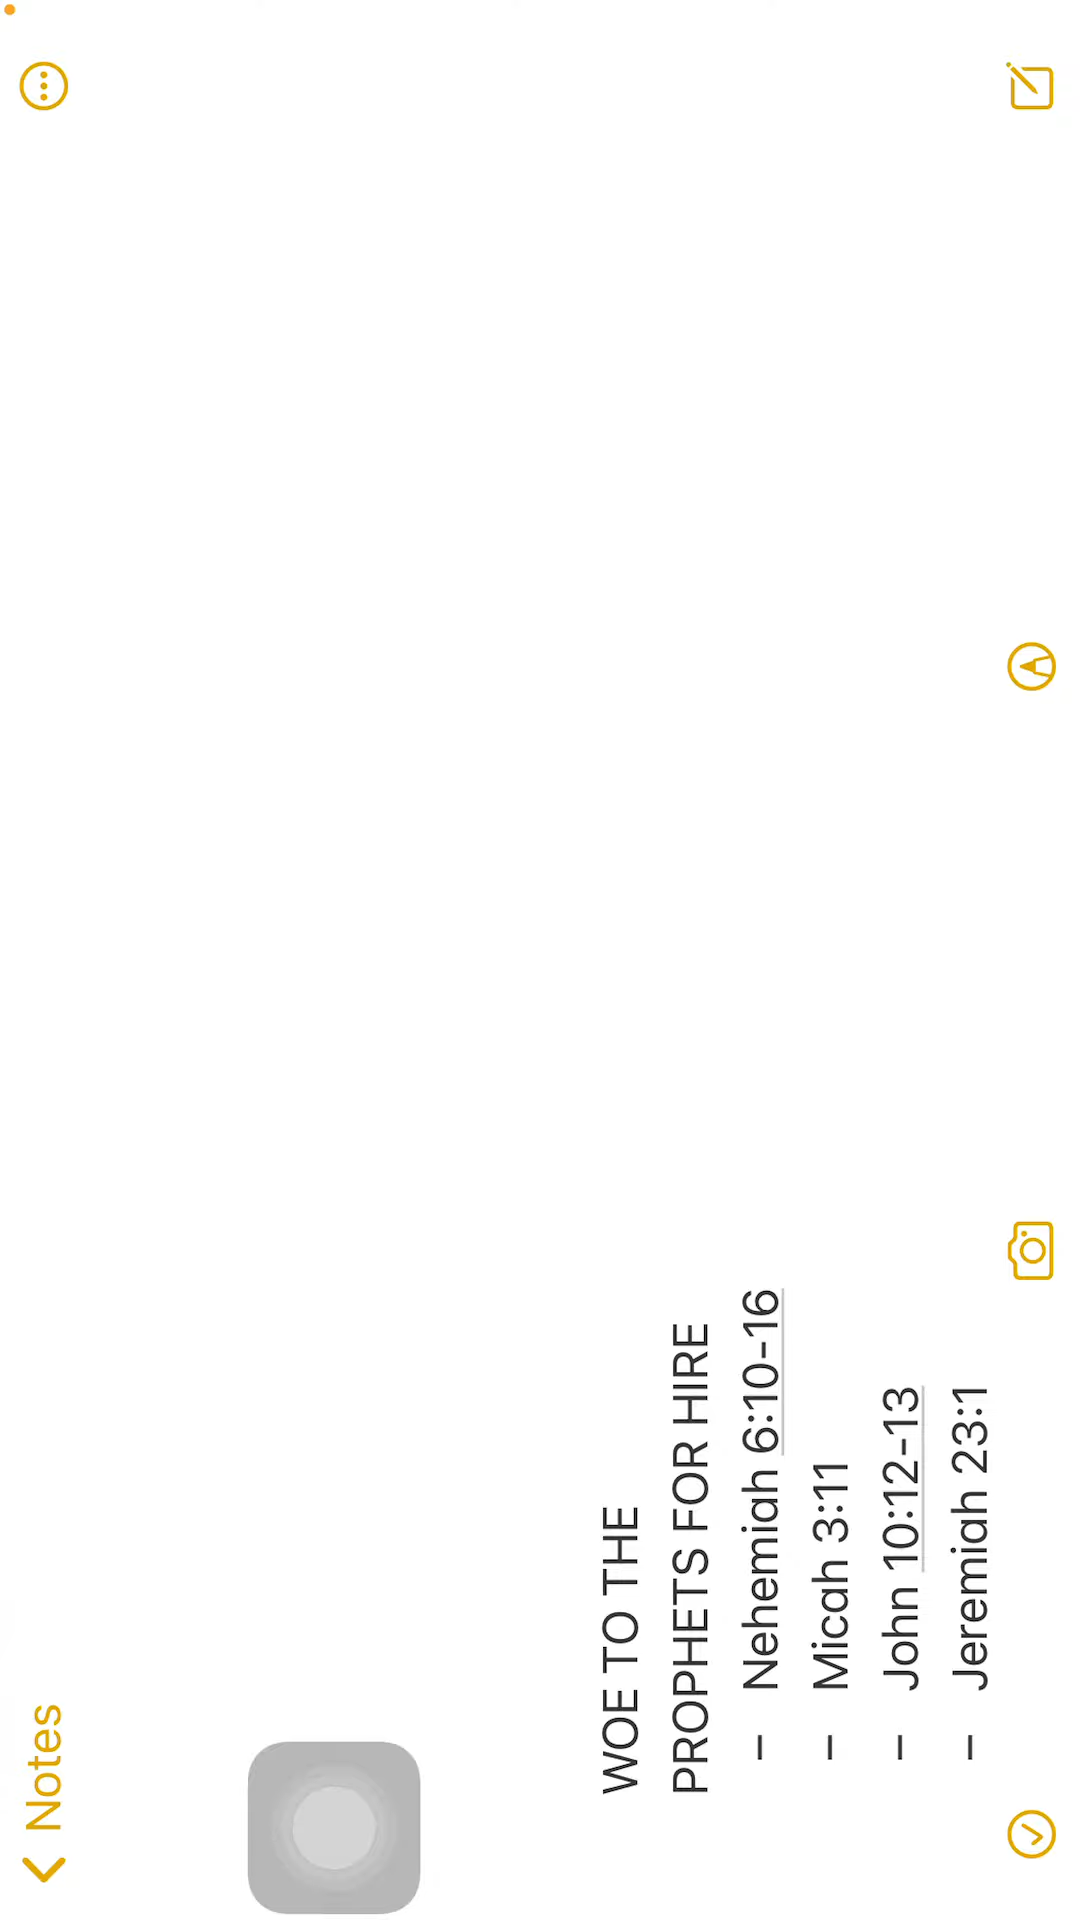 Notes
WOE TO THE
PROPHETS FOR HIRE
– Nehemiah 6:10-16
– Micah 3:11
– John 10:12-13
– Jeremiah 23:1